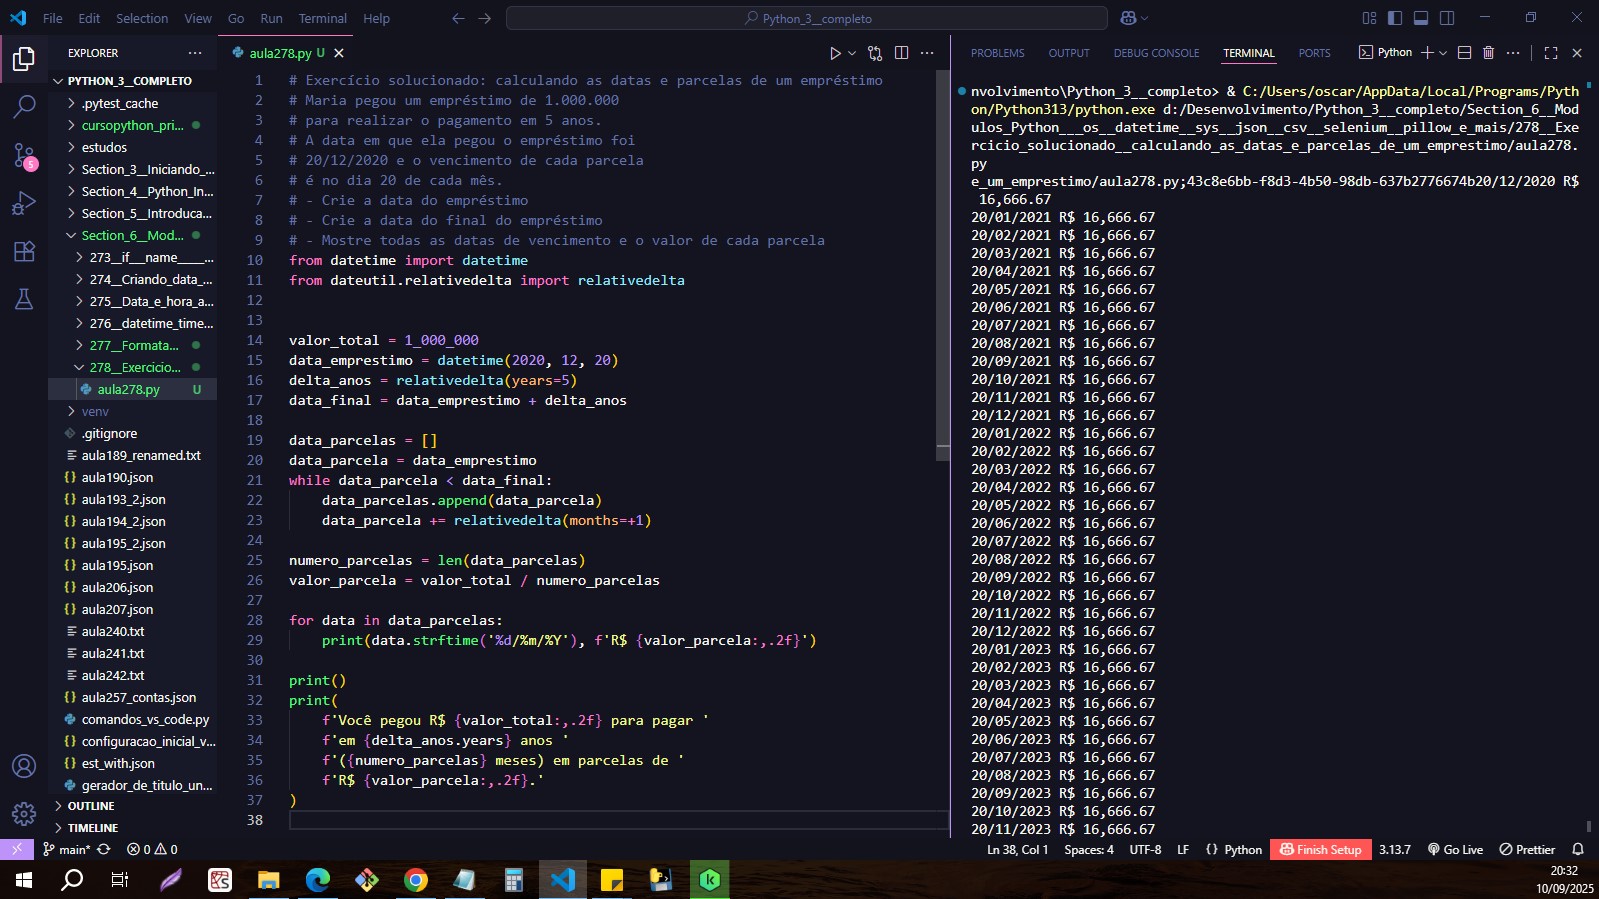 File Edit Selection View Go Run Terminal Help
Python_3__completo
EXPLORER
PYTHON_3__COMPLETO
.pytest_cache
cursopython_pri...
estudos
Section_3__Iniciando_...
Section_4__Python_In...
Section_5__Introduca...
Section_6__Mod...
273__if__name____...
274__Criando_data_...
275__Data_e_hora_a...
276__datetime_time...
277__Formata...
278__Exercicio...
aula278.py U
venv
.gitignore
aula189_renamed.txt
aula190.json
aula193_2.json
aula194_2.json
aula195_2.json
aula195.json
aula206.json
aula207.json
aula240.txt
aula241.txt
aula242.txt
aula257_contas.json
comandos_vs_code.py
configuracao_inicial_v...
est_with.json
gerador_de_titulo_un...
OUTLINE
TIMELINE
5
aula278.py U
1 # Exercício solucionado: calculando as datas e parcelas de um empréstimo
2 # Maria pegou um empréstimo de 1.000.000
3 # para realizar o pagamento em 5 anos.
4 # A data em que ela pegou o empréstimo foi
5 # 20/12/2020 e o vencimento de cada parcela
6 # é no dia 20 de cada mês.
7 # - Crie a data do empréstimo
8 # - Crie a data do final do empréstimo
9 # - Mostre todas as datas de vencimento e o valor de cada parcela
10 from datetime import datetime
11 from dateutil.relativedelta import relativedelta
12
13
14 valor_total = 1_000_000
15 data_emprestimo = datetime(2020, 12, 20)
16 delta_anos = relativedelta(years=5)
17 data_final = data_emprestimo + delta_anos
18
19 data_parcelas = []
20 data_parcela = data_emprestimo
21 while data_parcela < data_final:
22     data_parcelas.append(data_parcela)
23     data_parcela += relativedelta(months=+1)
24
25 numero_parcelas = len(data_parcelas)
26 valor_parcela = valor_total / numero_parcelas
27
28 for data in data_parcelas:
29     print(data.strftime('%d/%m/%Y'), f'R$ {valor_parcela:,.2f}')
30
31 print()
32 print(
33     f'Você pegou R$ {valor_total:,.2f} para pagar '
34     f'em {delta_anos.years} anos '
35     f'({numero_parcelas} meses) em parcelas de '
36     f'R$ {valor_parcela:,.2f}.'
37 )
38
PROBLEMS OUTPUT DEBUG CONSOLE TERMINAL PORTS Python
nvolvimento\Python_3__completo> & C:/Users/oscar/AppData/Local/Programs/Pyth
on/Python313/python.exe d:/Desenvolvimento/Python_3__completo/Section_6__Mod
ulos_Python___os__datetime__sys__json__csv__selenium__pillow_e_mais/278__Exe
rcicio_solucionado__calculando_as_datas_e_parcelas_de_um_emprestimo/aula278.
py
e_um_emprestimo/aula278.py;43c8e6bb-f8d3-4b50-98db-637b2776674b20/12/2020 R$
16,666.67
20/01/2021 R$ 16,666.67
20/02/2021 R$ 16,666.67
20/03/2021 R$ 16,666.67
20/04/2021 R$ 16,666.67
20/05/2021 R$ 16,666.67
20/06/2021 R$ 16,666.67
20/07/2021 R$ 16,666.67
20/08/2021 R$ 16,666.67
20/09/2021 R$ 16,666.67
20/10/2021 R$ 16,666.67
20/11/2021 R$ 16,666.67
20/12/2021 R$ 16,666.67
20/01/2022 R$ 16,666.67
20/02/2022 R$ 16,666.67
20/03/2022 R$ 16,666.67
20/04/2022 R$ 16,666.67
20/05/2022 R$ 16,666.67
20/06/2022 R$ 16,666.67
20/07/2022 R$ 16,666.67
20/08/2022 R$ 16,666.67
20/09/2022 R$ 16,666.67
20/10/2022 R$ 16,666.67
20/11/2022 R$ 16,666.67
20/12/2022 R$ 16,666.67
20/01/2023 R$ 16,666.67
20/02/2023 R$ 16,666.67
20/03/2023 R$ 16,666.67
20/04/2023 R$ 16,666.67
20/05/2023 R$ 16,666.67
20/06/2023 R$ 16,666.67
20/07/2023 R$ 16,666.67
20/08/2023 R$ 16,666.67
20/09/2023 R$ 16,666.67
20/10/2023 R$ 16,666.67
20/11/2023 R$ 16,666.67
main* 0 0 Ln 38, Col 1 Spaces: 4 UTF-8 LF {} Python Finish Setup 3.13.7 Go Live Prettier
20:32
10/09/2025